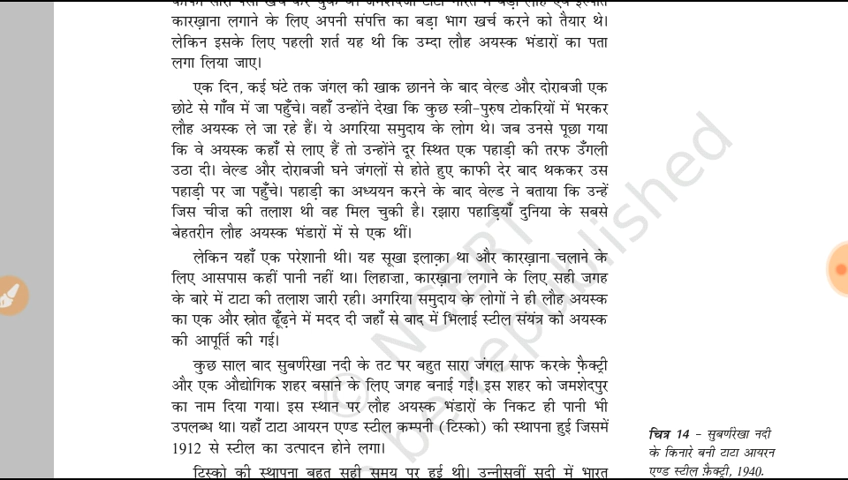 कारख़ाना लगाने के लिए अपनी संपत्ति का बड़ा भाग खर्च करने को तैयार थे।
लेकिन इसके लिए पहली शर्त यह थी कि उम्दा लौह अयस्क भंडारों का पता
लगा लिया जाए।
एक दिन, कई घंटे तक जंगल की खाक छानने के बाद वेल्ड और दोराबजी एक
छोटे से गाँव में जा पहुँचे। वहाँ उन्होंने देखा कि कुछ स्त्री-पुरुष टोकरियों में भरकर
लौह अयस्क ले जा रहे हैं। ये अगरिया समुदाय के लोग थे। जब उनसे पूछा गया
कि वे अयस्क कहाँ से लाए हैं तो उन्होंने दूर स्थित एक पहाड़ी की तरफ उँगली
उठा दी। वेल्ड और दोराबजी घने जंगलों से होते हुए काफी देर बाद थककर उस
पहाड़ी पर जा पहुँचे। पहाड़ी का अध्ययन करने के बाद वेल्ड ने बताया कि उन्हें
जिस चीज़ की तलाश थी वह मिल चुकी है। रझारा पहाड़ियाँ दुनिया के सबसे
बेहतरीन लौह अयस्क भंडारों में से एक थीं।
लेकिन यहाँ एक परेशानी थी। यह सूखा इलाक़ा था और कारख़ाना चलाने के
लिए आसपास कहीं पानी नहीं था। लिहाज़ा, कारख़ाना लगाने के लिए सही जगह
के बारे में टाटा की तलाश जारी रही। अगरिया समुदाय के लोगों ने ही लौह अयस्क
का एक और स्रोत ढूँढ़ने में मदद दी जहाँ से बाद में भिलाई स्टील संयंत्र को अयस्क
की आपूर्ति की गई।
कुछ साल बाद सुबर्णरेखा नदी के तट पर बहुत सारा जंगल साफ करके फ़ैक्ट्री
और एक औद्योगिक शहर बसाने के लिए जगह बनाई गई। इस शहर को जमशेदपुर
का नाम दिया गया। इस स्थान पर लौह अयस्क भंडारों के निकट ही पानी भी
उपलब्ध था। यहाँ टाटा आयरन एण्ड स्टील कम्पनी (टिस्को) की स्थापना हुई जिसमें
1912 से स्टील का उत्पादन होने लगा।
टिस्को की स्थापना बहुत सही समय पर हुई थी। उन्नीसवीं सदी में भारत
चित्र 14 – सुबर्णरेखा नदी
के किनारे बनी टाटा आयरन
एण्ड स्टील फ़ैक्ट्री, 1940.
© NCERT
be republished